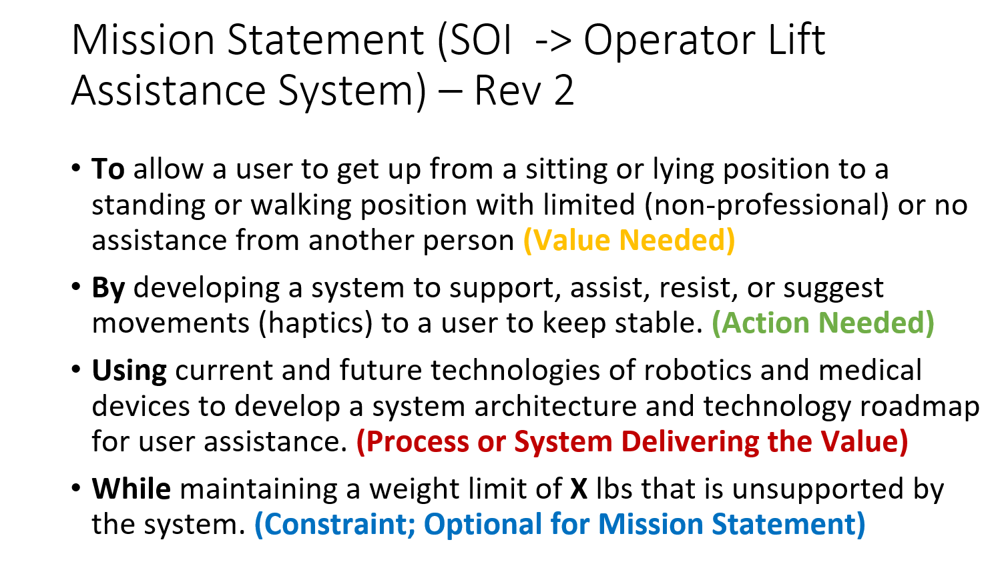 Mission Statement (SOI  -> Operator Lift
Assistance System) – Rev 2
• To allow a user to get up from a sitting or lying position to a
standing or walking position with limited (non-professional) or no
assistance from another person (Value Needed)
• By developing a system to support, assist, resist, or suggest
movements (haptics) to a user to keep stable. (Action Needed)
• Using current and future technologies of robotics and medical
devices to develop a system architecture and technology roadmap
for user assistance. (Process or System Delivering the Value)
• While maintaining a weight limit of X lbs that is unsupported by
the system. (Constraint; Optional for Mission Statement)